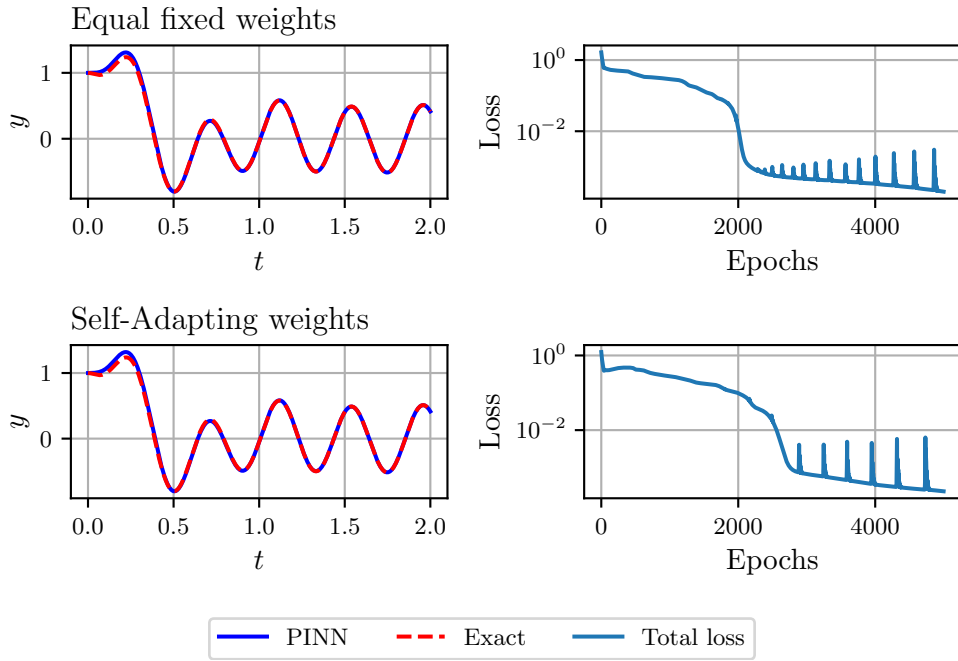 Equal fixed weights
1
0
y
0.0 0.5 1.0 1.5 2.0
t
10^0
10^-2
Loss
0 2000 4000
Epochs
Self-Adapting weights
1
0
y
0.0 0.5 1.0 1.5 2.0
t
10^0
10^-2
Loss
0 2000 4000
Epochs
PINN Exact Total loss